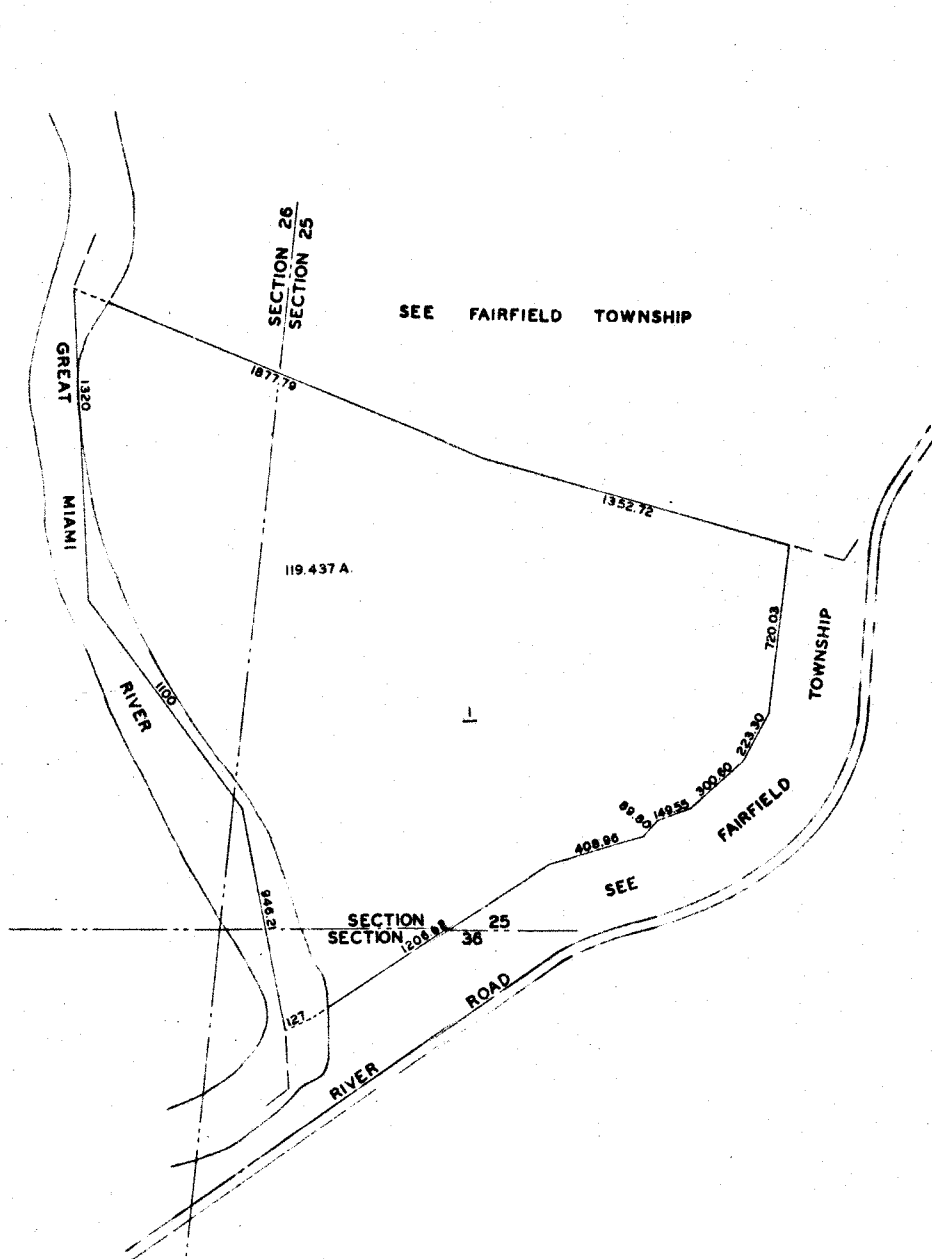 SECTION 26
SECTION 25
SEE FAIRFIELD TOWNSHIP
GREAT
MIAMI
RIVER
1320
1877.79
1352.72
119.437 A.
720.03
TOWNSHIP
1100
1
223.30
300.60
149.55
89.80
408.96
FAIRFIELD
SEE
946.21
SECTION 25
SECTION 36
127
ROAD
RIVER